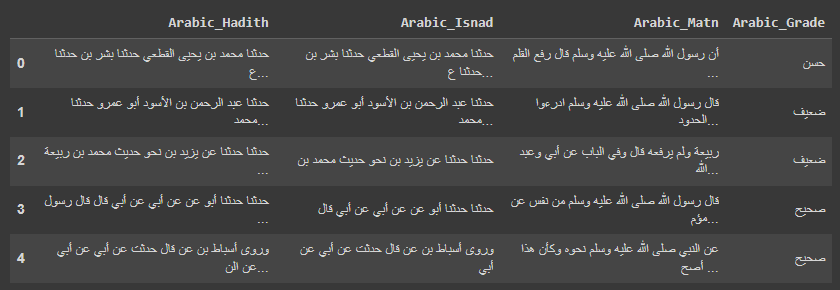 Arabic_Hadith Arabic_Isnad Arabic_Matn Arabic_Grade
0 حدثنا محمد بن يحيى القطعي حدثنا بشر بن حدثنا ع... حدثنا محمد بن يحيى القطعي حدثنا بشر بن حدثنا ع... أن رسول الله صلى الله عليه وسلم قال رفع القلم ... حسن
1 حدثنا عبد الرحمن بن الأسود أبو عمرو حدثنا محمد... حدثنا عبد الرحمن بن الأسود أبو عمرو حدثنا محمد... قال رسول الله صلى الله عليه وسلم ادرءوا الحدود... ضعيف
2 حدثنا حدثنا عن يزيد بن نحو حديث محمد بن ربيعة ... حدثنا حدثنا عن يزيد بن نحو حديث محمد بن ربيعة ولم يرفعه قال وفي الباب عن أبي وعبد الله... ضعيف
3 حدثنا حدثنا أبو عن عن أبي عن أبي قال قال رسول ... حدثنا حدثنا أبو عن عن أبي عن أبي قال قال رسول الله صلى الله عليه وسلم من نفس عن مؤم... صحيح
4 وروى أسباط بن عن قال حدثت عن أبي عن أبي عن الن... وروى أسباط بن عن قال حدثت عن أبي عن أبي عن النبي صلى الله عليه وسلم نحوه وكأن هذا أصح ... صحيح